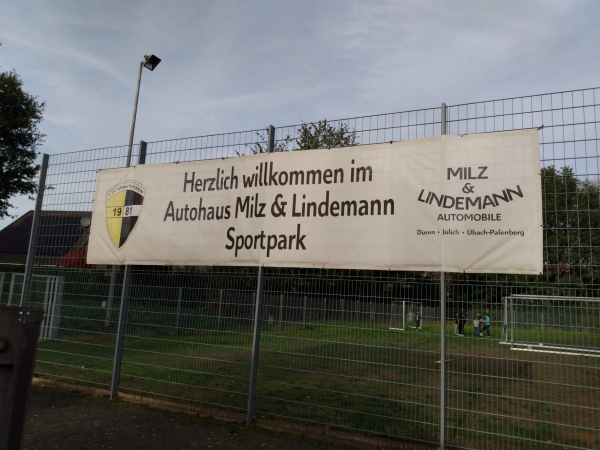 19 81
Herzlich willkommen im
Autohaus Milz & Lindemann
Sportpark
MILZ
&
LINDEMANN
AUTOMOBILE
Düren • Jülich • Übach-Palenberg